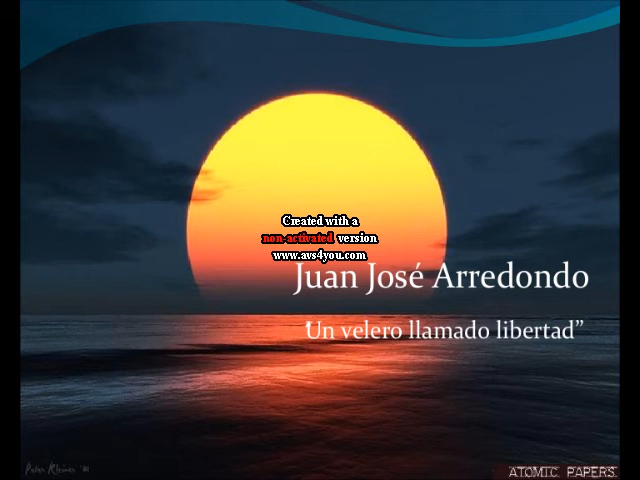 Created with a
non-activated version
www.avs4you.com
Juan José Arredondo
"Un velero llamado libertad”
ATOMIC PAPERS